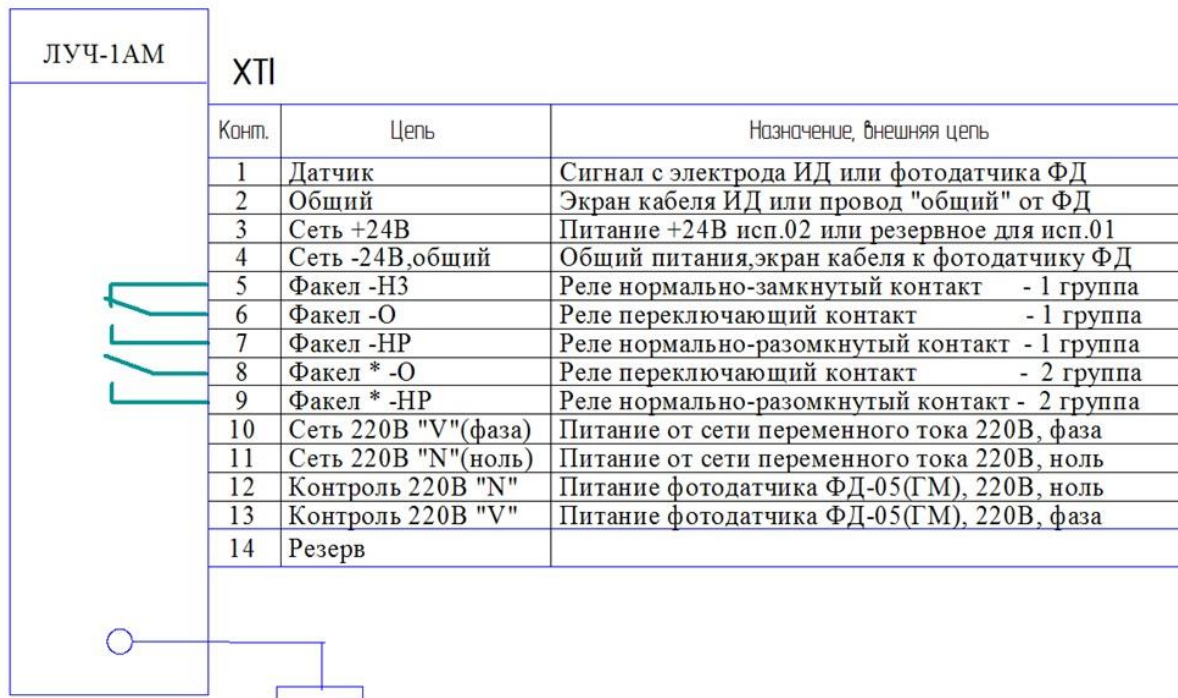 ЛУЧ-1АМ
XT1
Конт. Цепь Назначение, внешняя цепь
1 Датчик Сигнал с электрода ИД или фотодатчика ФД
2 Общий Экран кабеля ИД или провод "общий" от ФД
3 Сеть +24В Питание +24В исп.02 или резервное для исп.01
4 Сеть -24В,общий Общий питания,экран кабеля к фотодатчику ФД
5 Факел -НЗ Реле нормально-замкнутый контакт - 1 группа
6 Факел -О Реле переключающий контакт - 1 группа
7 Факел -НР Реле нормально-разомкнутый контакт - 1 группа
8 Факел * -О Реле переключающий контакт - 2 группа
9 Факел * -НР Реле нормально-разомкнутый контакт - 2 группа
10 Сеть 220В "V"(фаза) Питание от сети переменного тока 220В, фаза
11 Сеть 220В "N"(ноль) Питание от сети переменного тока 220В, ноль
12 Контроль 220В "N" Питание фотодатчика ФД-05(ГМ), 220В, ноль
13 Контроль 220В "V" Питание фотодатчика ФД-05(ГМ), 220В, фаза
14 Резерв